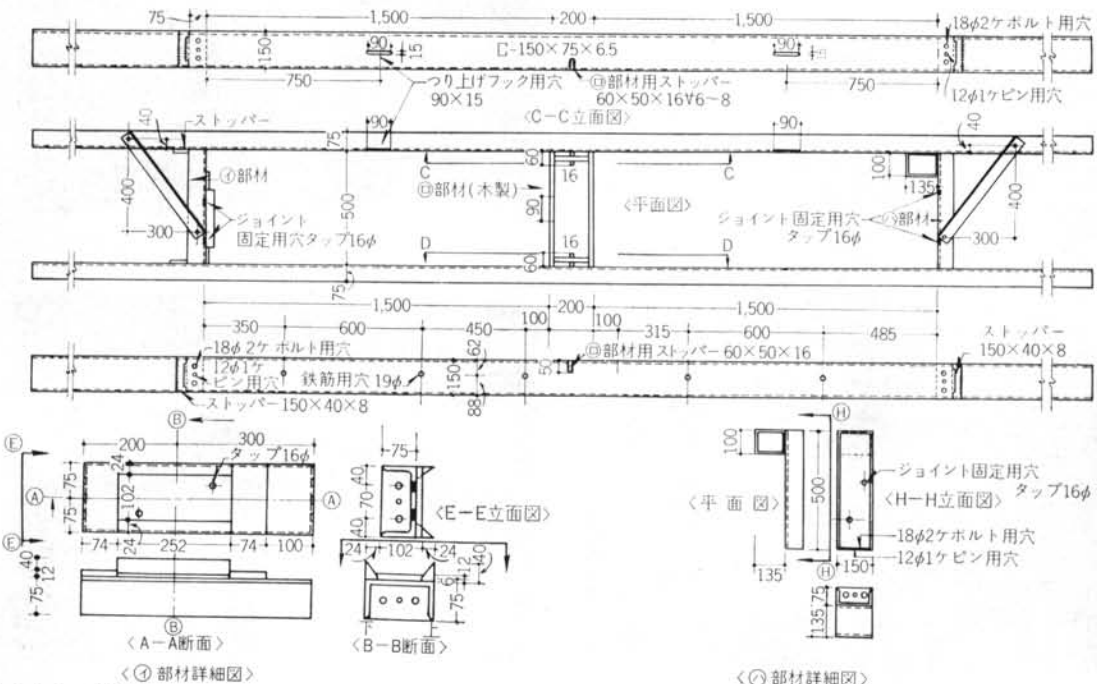 75
1,500
200
1,500
18φ2ケボルト用穴
150
90
15
[-150×75×6.5
90
750
つり上げフック用穴
90×15
ロ部材用ストッパー
60×50×16∀6~8
750
12φ1ケピン用穴
〈C-C立面図〉
40
ストッパー
75
90
90
40
イ部材
60
C
16
C
100
135
400
500
ロ部材(木製)
90
〈平面図〉
ジョイント
固定用穴タップ16φ
ジョイント固定用穴
タップ16φ
ハ部材
400
300
D
16
D
300
60
75
1,500
200
1,500
350
600
450
100
100
315
600
485
ストッパー
150×40×8
18φ2ケボルト用穴
12φ1ケ
ピン用穴
鉄筋用穴19φ
62
150
88
50
ロ部材用ストッパー60×50×16
ストッパー150×40×8
B
E
200
300
タップ16φ
75
24
102
75
24
A
A
E
74
252
74
100
40
12
75
B
〈A-A断面〉
〈イ部材詳細図〉
75
40
70
40
〈E-E立面図〉
24
102
24
40
12
6
75
〈B-B断面〉
H
100
500
ジョイント固定用穴
タップ16φ
〈平面図〉
〈H-H立面図〉
18φ2ケボルト用穴
12φ1ケピン用穴
135
H
150
75
135
〈ハ部材詳細図〉